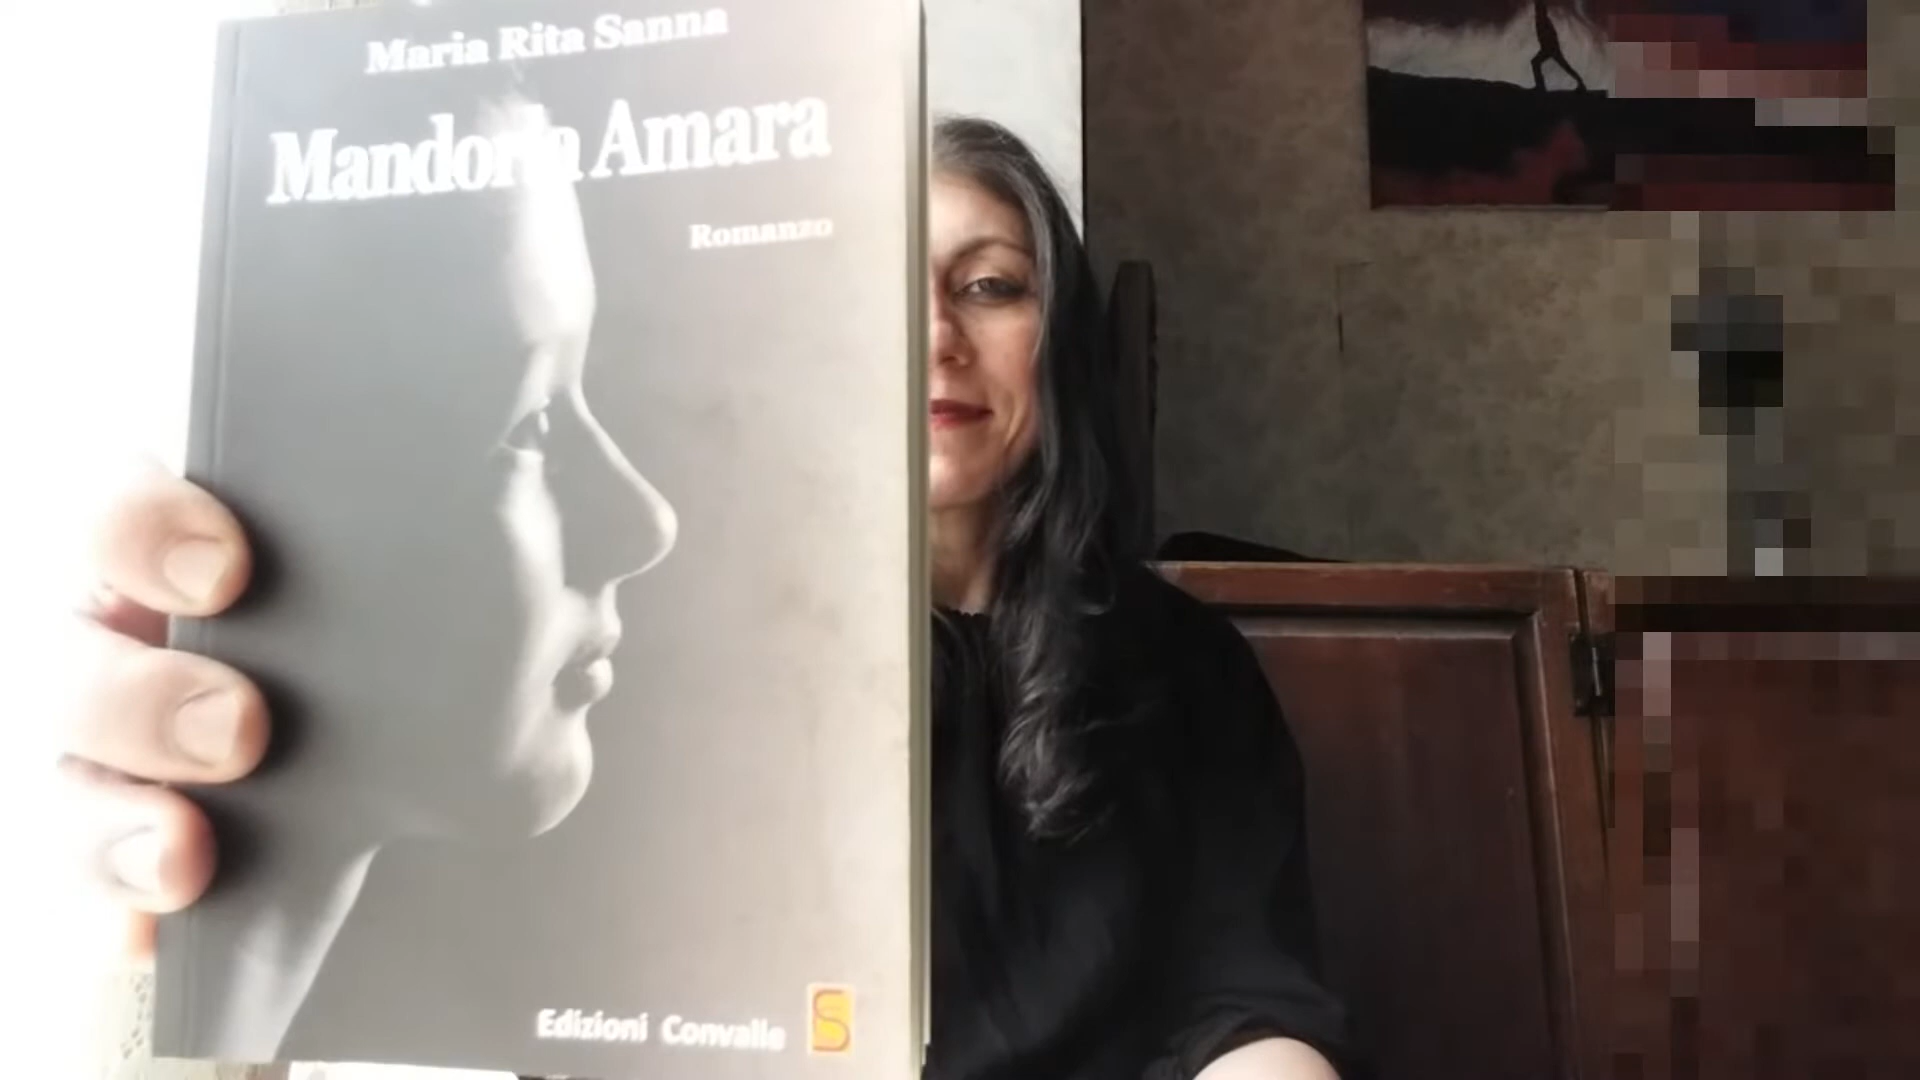 Maria Rita Sanna
Mandorla Amara
Romanzo
Edizioni Convalle
S